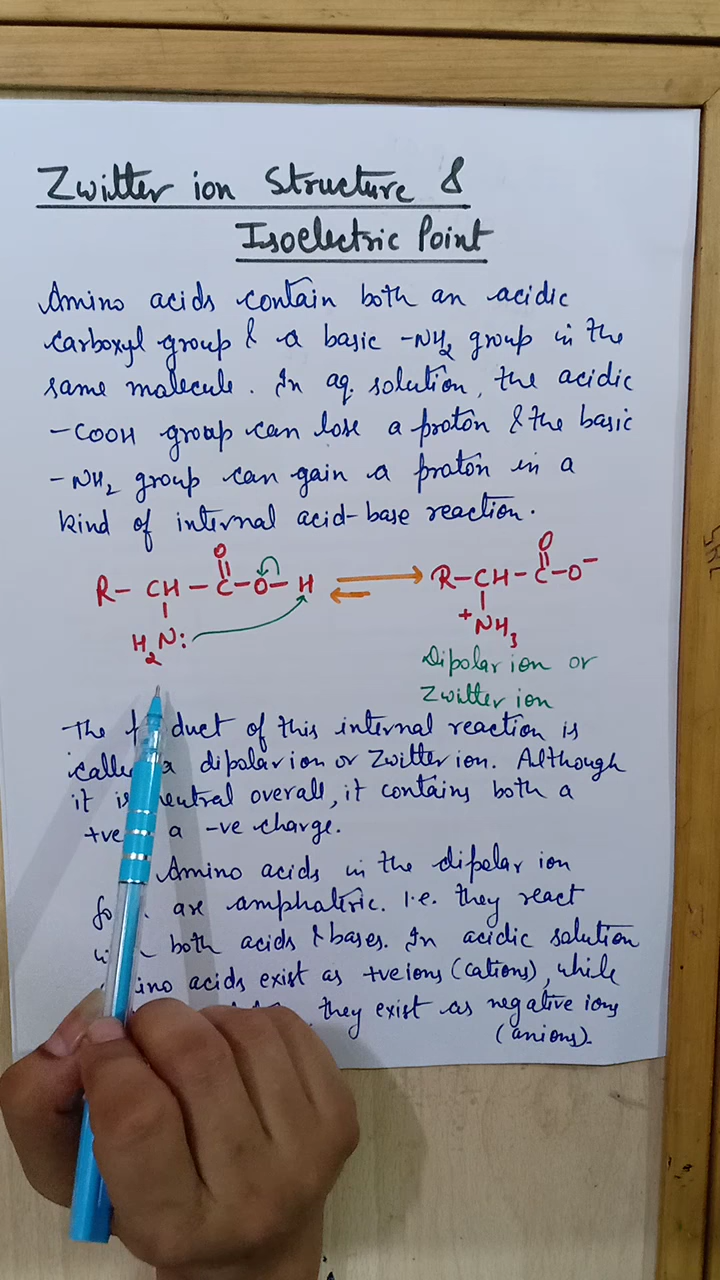 Zwitter ion Structure &
Isoelectric Point
Amino acids contain both an acidic
carboxyl group & a basic -NH2 group in the
same molecule. In aq. solution, the acidic
-COOH group can lose a proton & the basic
-NH2 group can gain a proton in a
kind of internal acid-base reaction.
O
||
R-CH-C-O-H ⇌ R-CH-C-O⁻
O
||
H2N: +NH3
Dipolar ion or
Zwitter ion
The duct of this internal reaction is
calle a dipolar ion or Zwitter ion. Although
it is neutral overall, it contains both a
+ve a -ve charge.
Amino acids in the dipolar ion
fo are amphoteric. I.e. they react
both acids & bases. In acidic solution
ino acids exist as +ve ions (cations), while
they exist as negative ions
(anions).